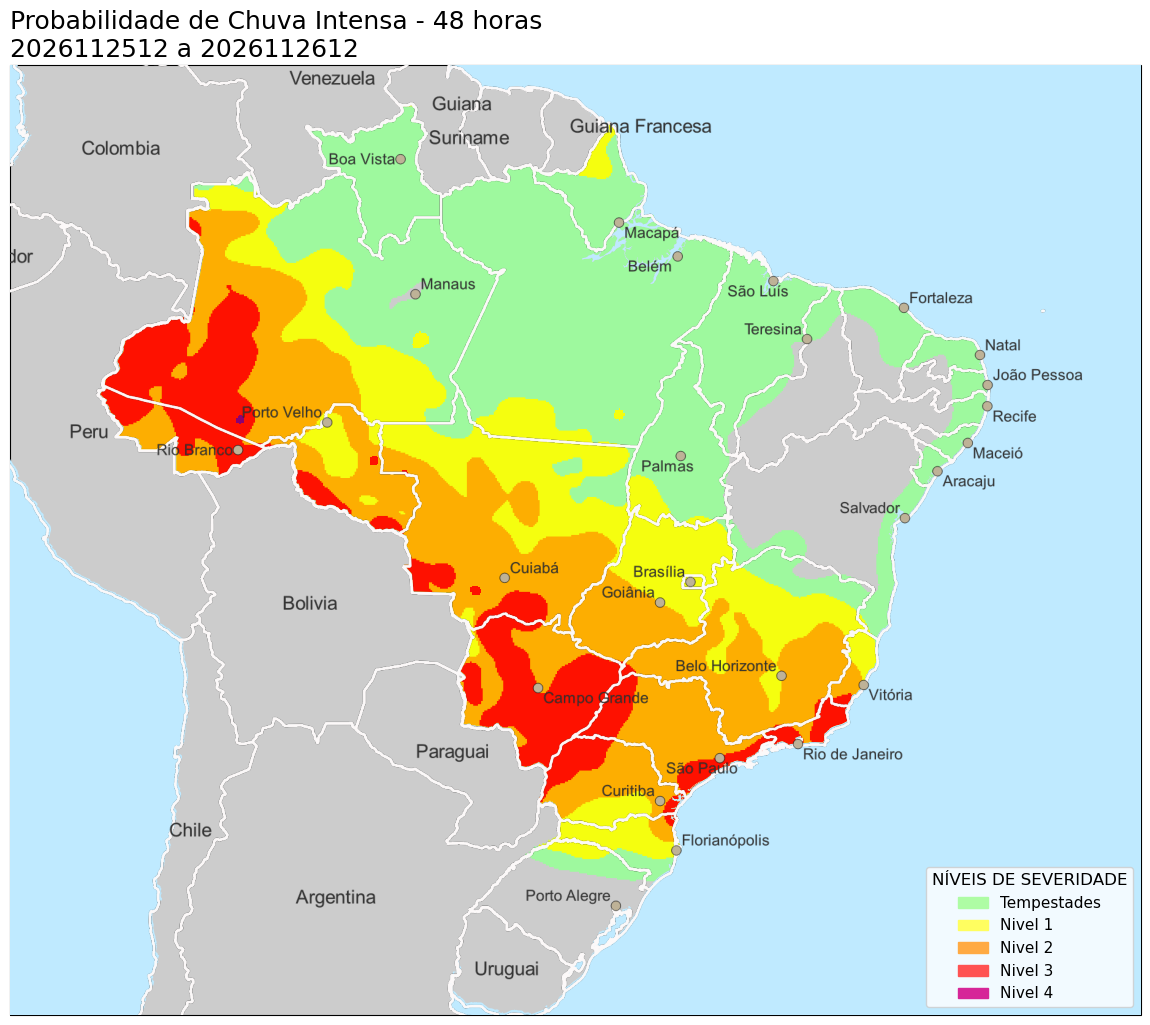 Probabilidade de Chuva Intensa - 48 horas
2026112512 a 2026112612
Venezuela
Guiana
Guiana Francesa
Suriname
Colombia
Boa Vista
Macapá
dor
Belém
Manaus
São Luís
Fortaleza
Teresina
Natal
João Pessoa
Porto Velho
Recife
Peru
Rio Branco
Maceió
Palmas
Aracaju
Salvador
Cuiabá
Brasília
Goiânia
Bolivia
Belo Horizonte
Campo Grande
Vitória
Paraguai
Rio de Janeiro
São Paulo
Curitiba
Chile
Florianópolis
Argentina
Porto Alegre
Uruguai
NÍVEIS DE SEVERIDADE
Tempestades
Nivel 1
Nivel 2
Nivel 3
Nivel 4